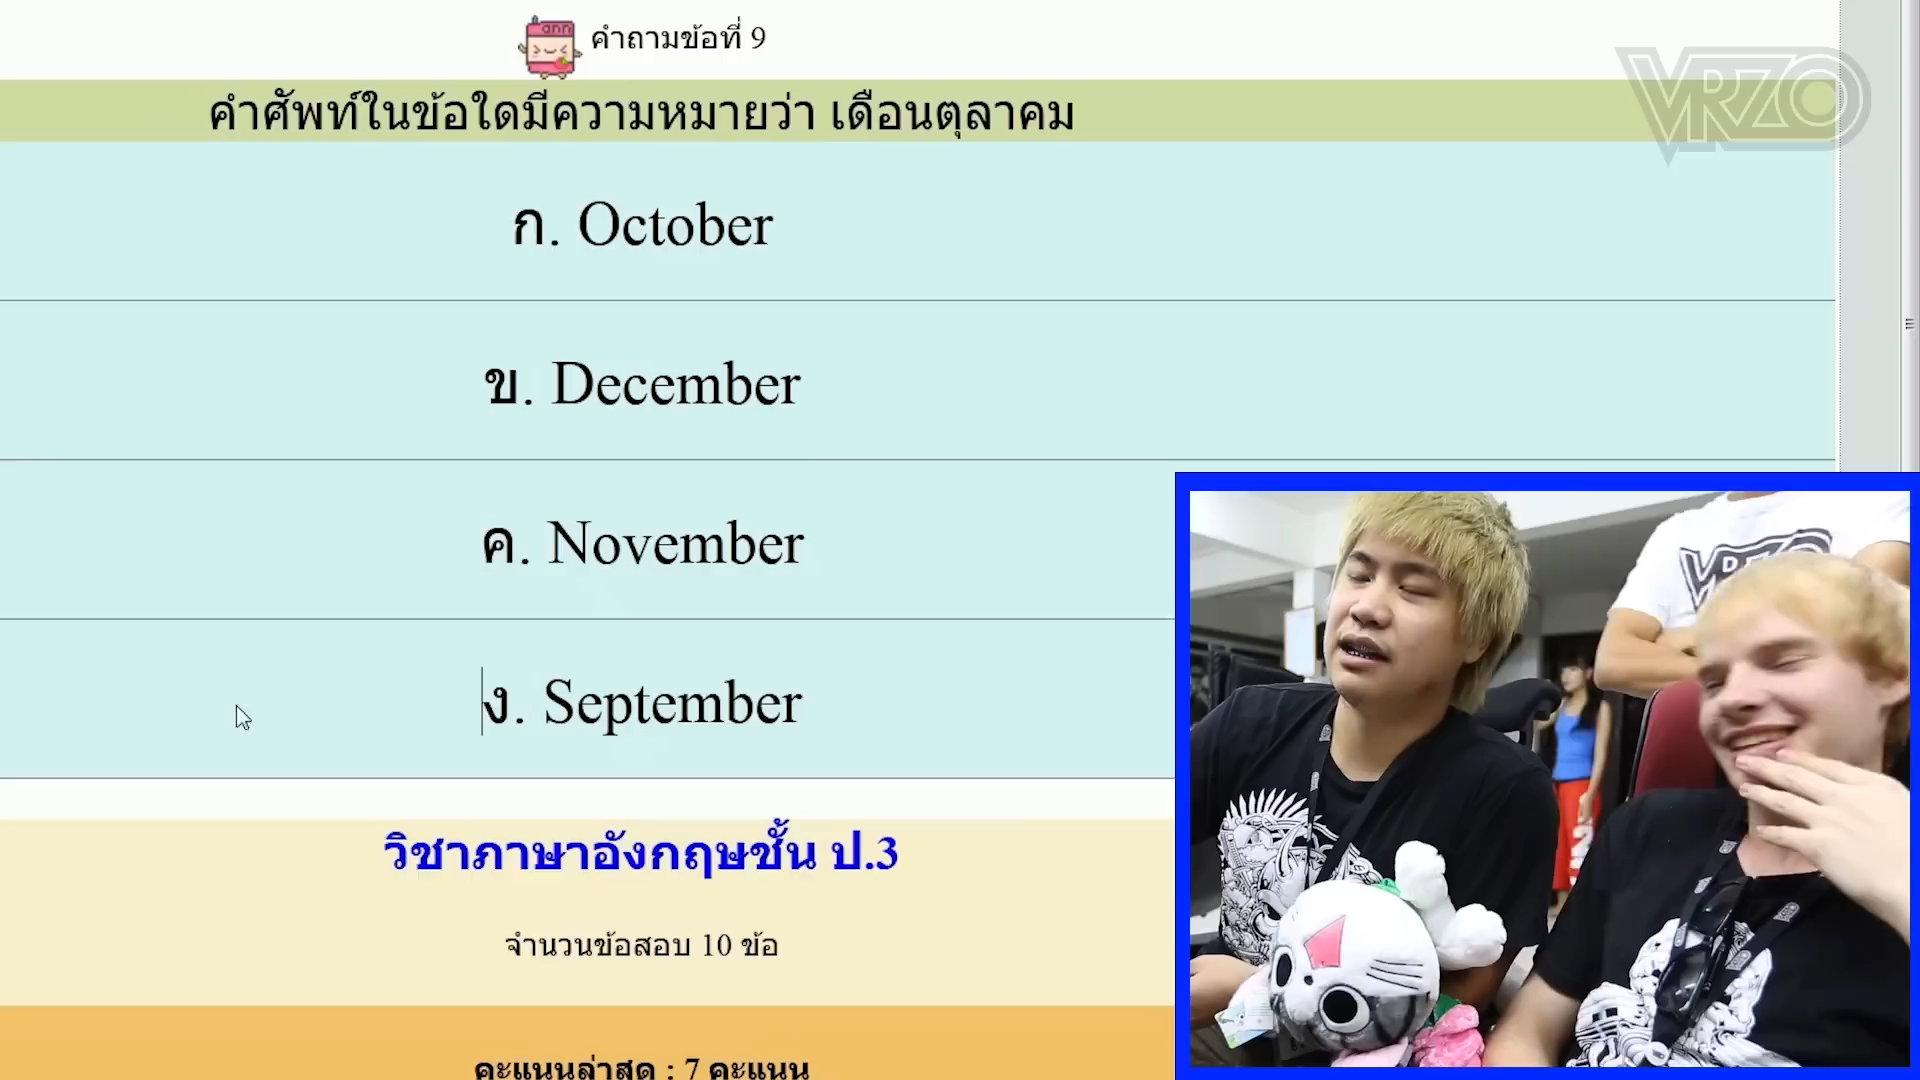 ann
คำถามข้อที่ 9
VRZO
คำศัพท์ในข้อใดมีความหมายว่า เดือนตุลาคม
ก. October
ข. December
ค. November
ง. September
วิชาภาษาอังกฤษชั้น ป.3
จำนวนข้อสอบ 10 ข้อ
คะแนนล่าสุด : 7 คะแนน